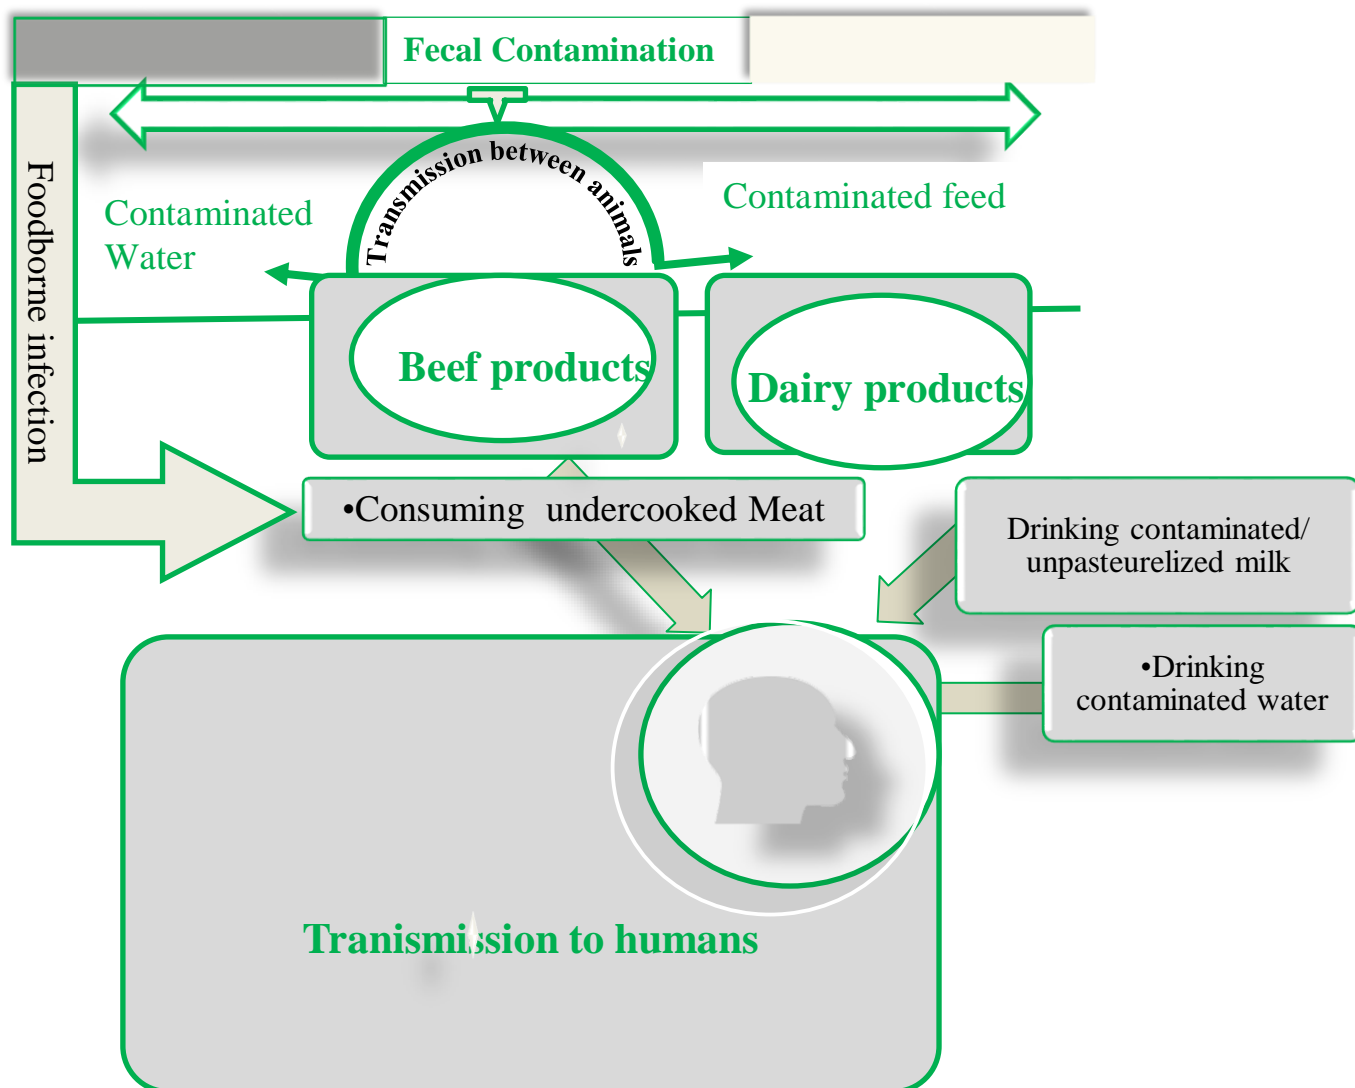 Fecal Contamination
Transmission between animals
Contaminated
Water
Contaminated feed
Foodborne infection
Beef products
Dairy products
•Consuming undercooked Meat
Drinking contaminated/
unpasteurelized milk
•Drinking
contaminated water
Tranismission to humans